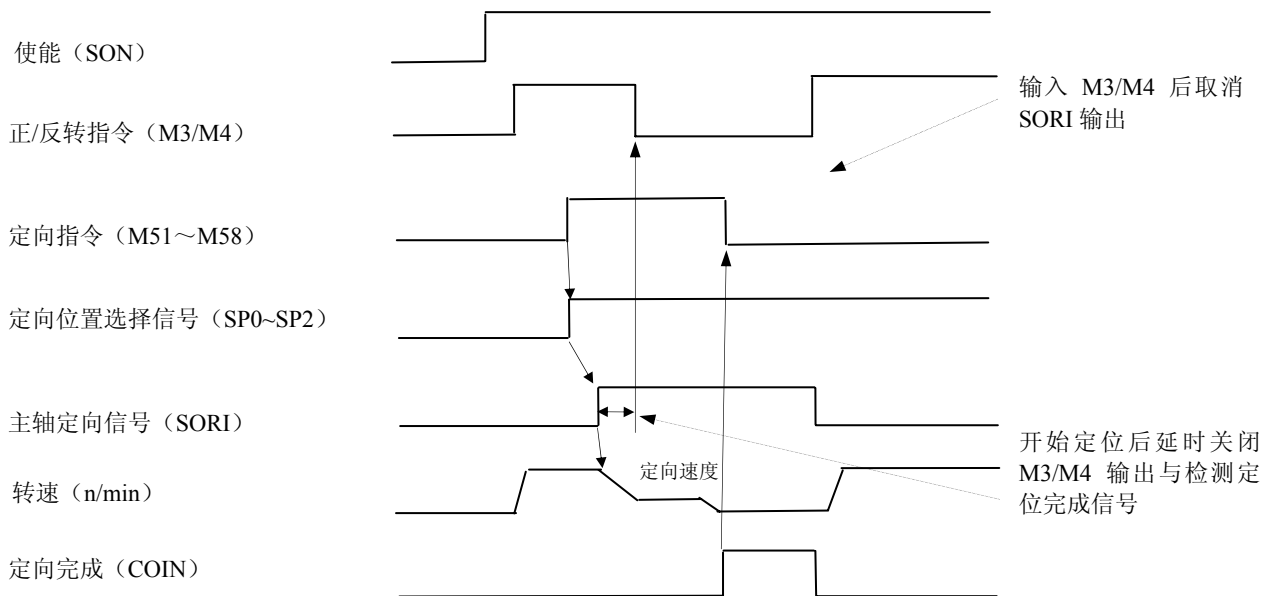 使能（SON）
正/反转指令（M3/M4）
输入 M3/M4 后取消
SORI 输出
定向指令（M51～M58）
定向位置选择信号（SP0~SP2）
主轴定向信号（SORI）
定向速度
转速（n/min）
开始定位后延时关闭
M3/M4 输出与检测定
位完成信号
定向完成（COIN）